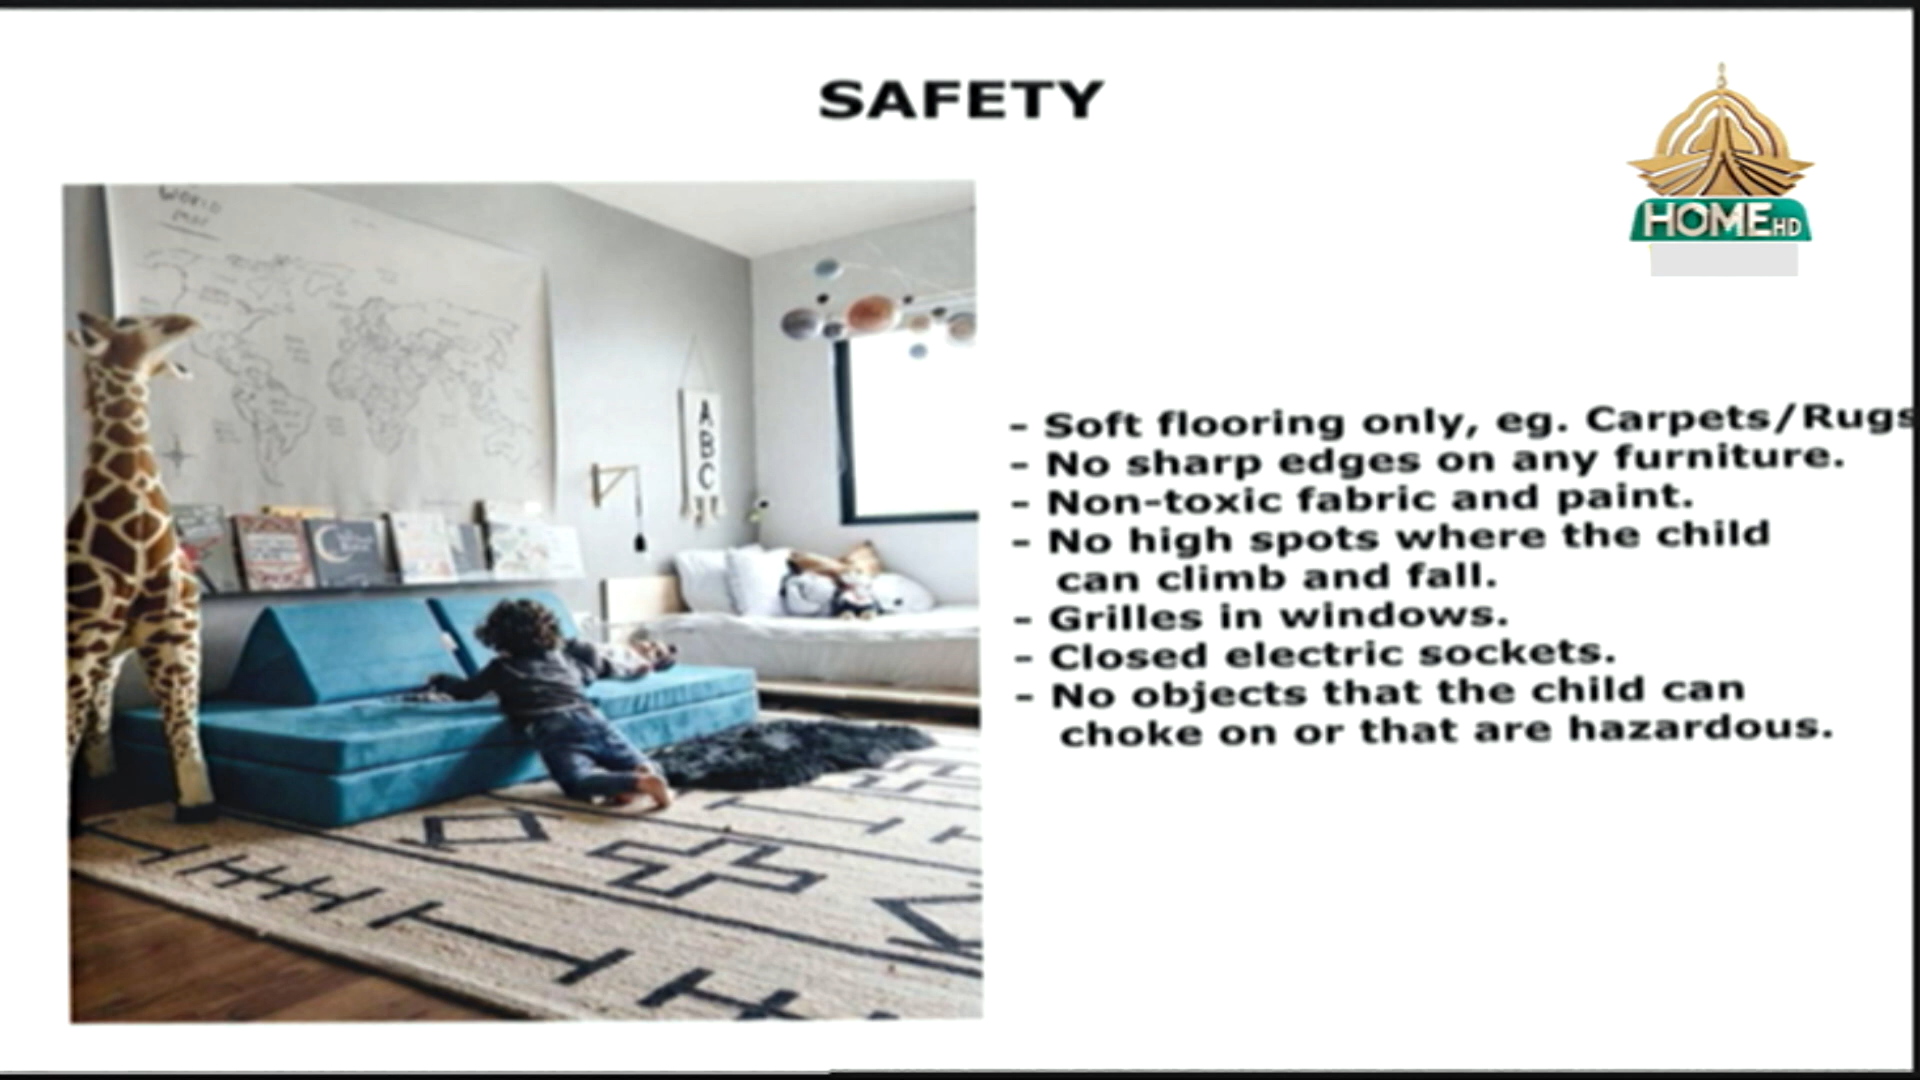 SAFETY
HOME HD
WORLD
MAP
A
B
C
- Soft flooring only, eg. Carpets/Rugs
- No sharp edges on any furniture.
- Non-toxic fabric and paint.
- No high spots where the child
can climb and fall.
- Grilles in windows.
- Closed electric sockets.
- No objects that the child can
choke on or that are hazardous.